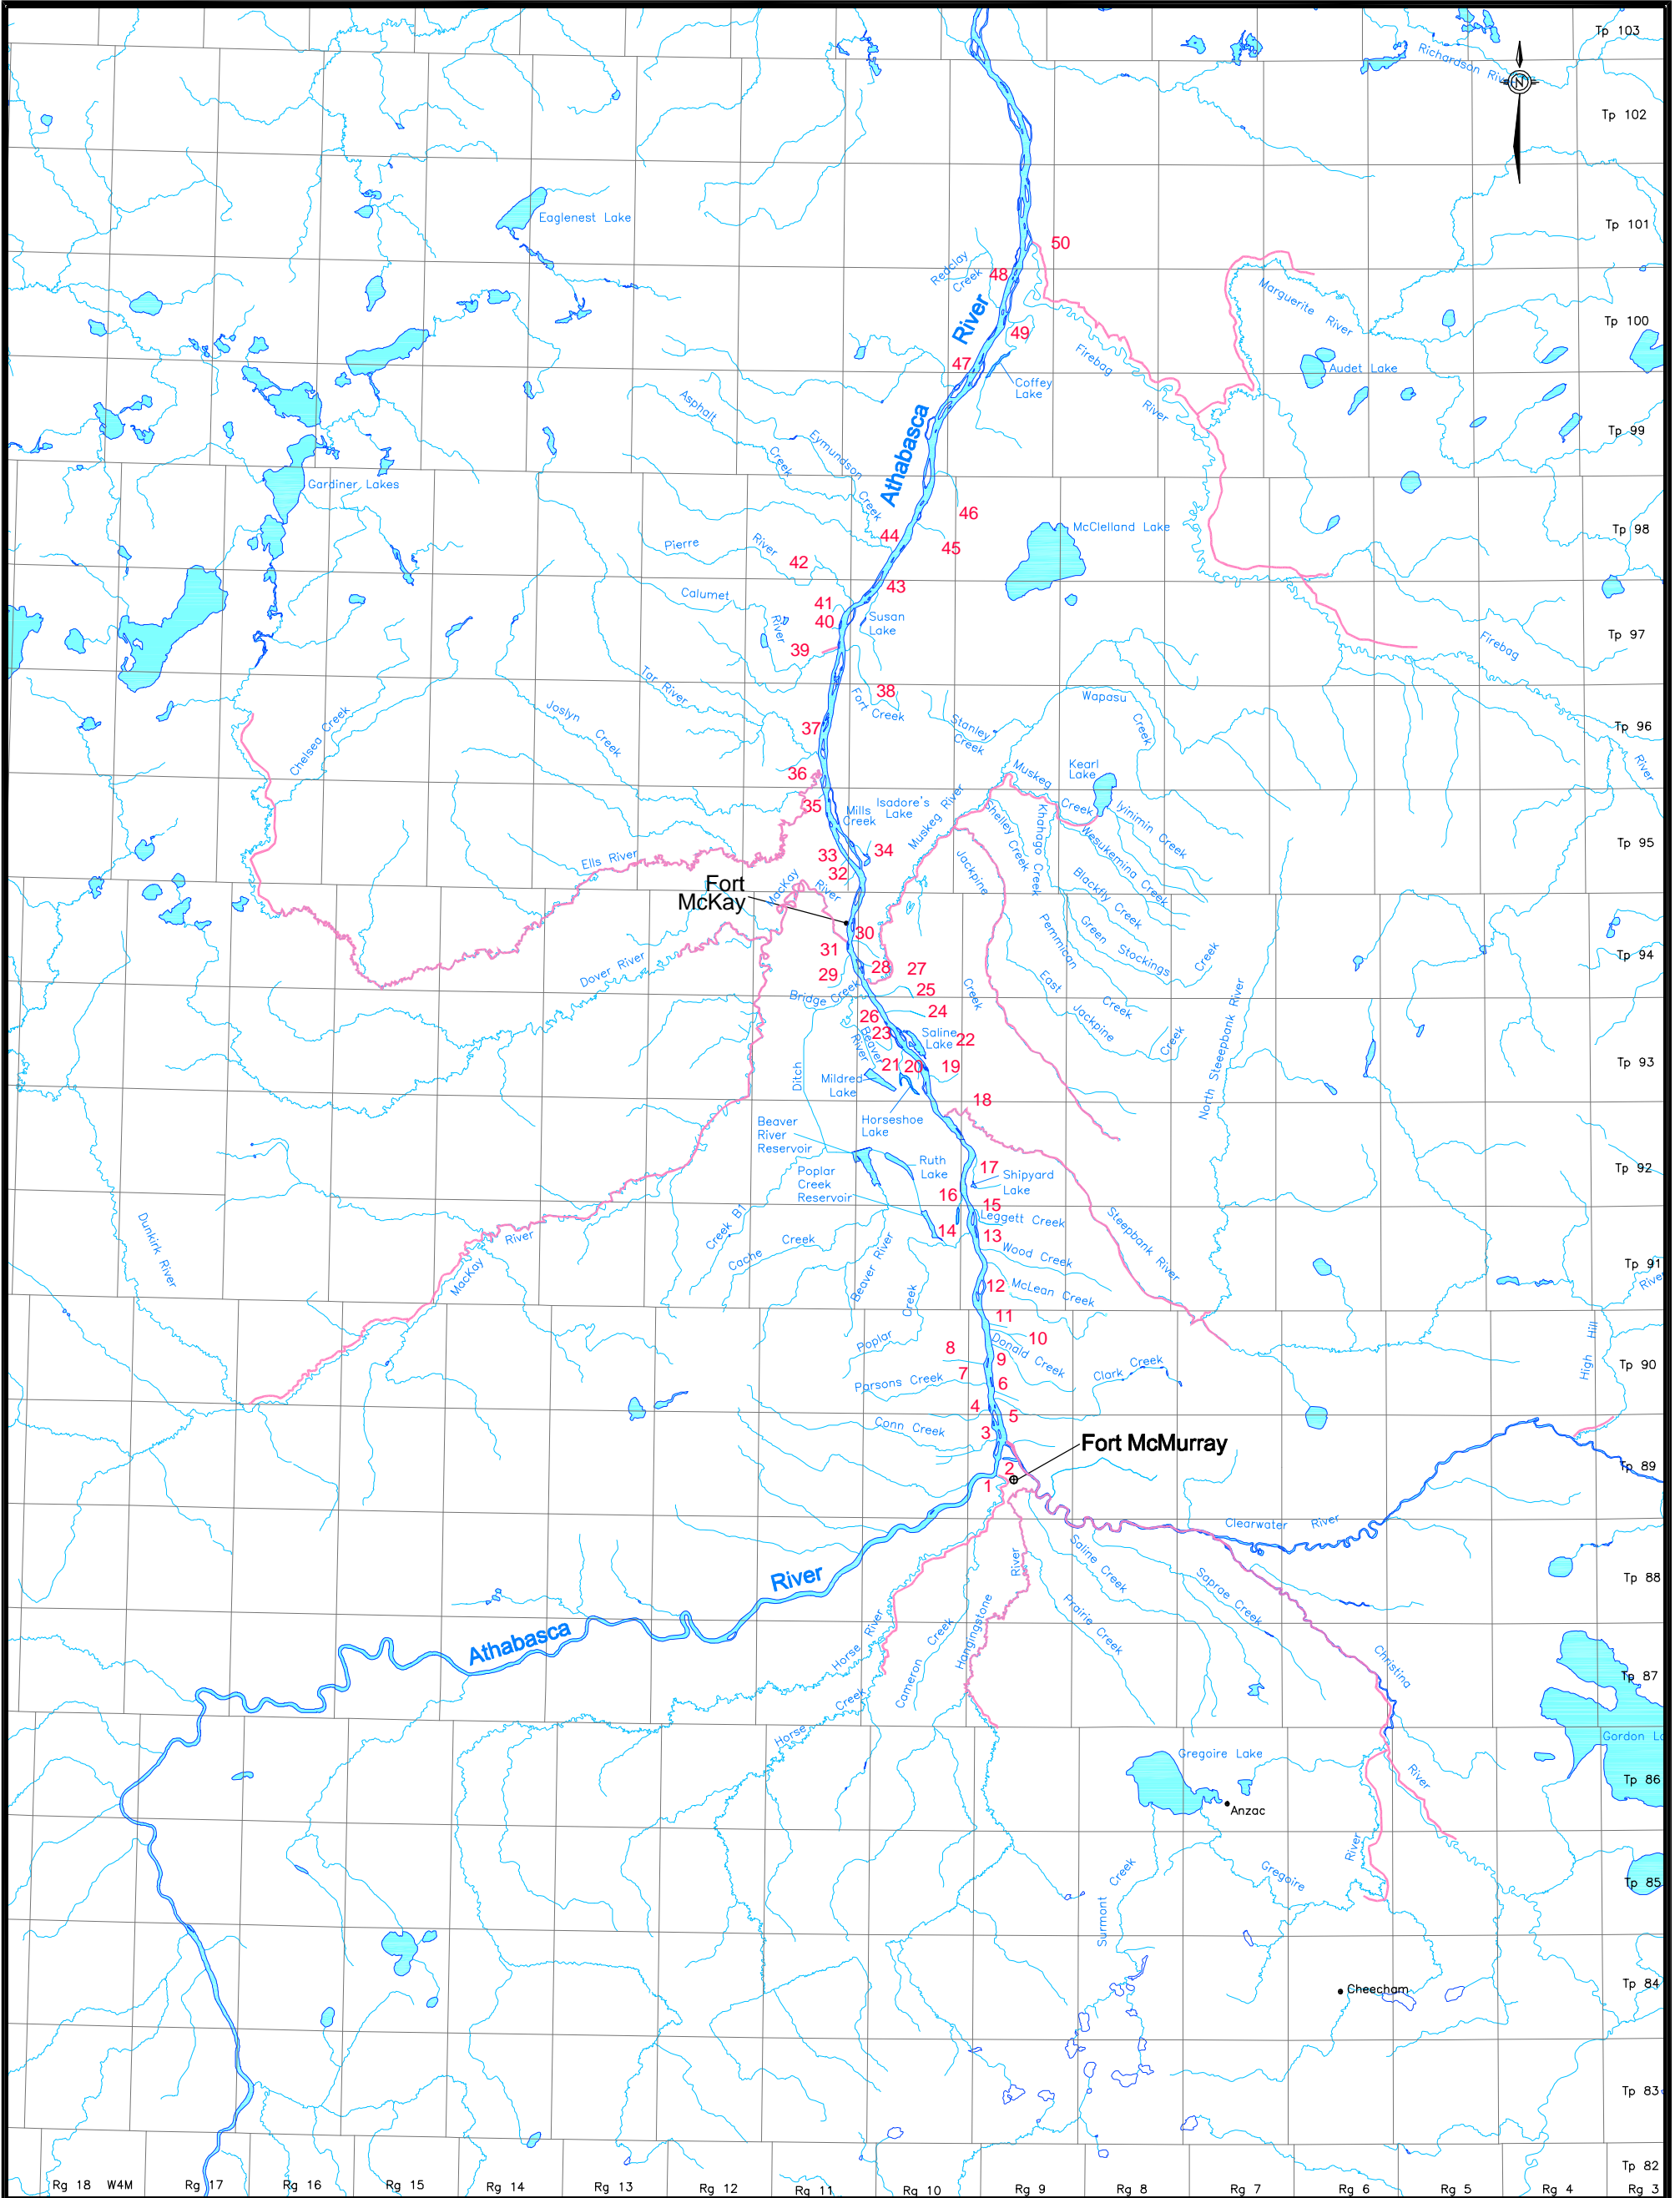 Tp 103
Richardson River
N
Tp 102
Eaglenest Lake
Tp 101
50
Redclay
Creek
48
Marguerite River
River
49
Tp 100
47
Firebag
River
Audet Lake
Coffey
Lake
Asphalt
Creek
Athabasca
Eymundson
Creek
Tp 99
Gardiner Lakes
46
McClelland Lake
Tp 98
44
45
Pierre
River
42
43
Calumet
River
41
40
Susan
Lake
39
Tp 97
Firebag
River
Tar River
38
Fort Creek
Wapasu
Creek
Joslyn
Creek
Chelsea Creek
37
Stanley
Creek
Tp 96
36
Kearl
Lake
Muskeg
Creek
35
Mills
Creek
Isadore's
Lake
Muskeg River
Shelley Creek
Khahago Creek
Iyinimin Creek
Wesukemina Creek
Tp 95
34
33
32
Ells River
Jackpine
Creek
Blackfly Creek
Fort
McKay
MacKay
River
Pemmican
Creek
Green Stockings
Creek
30
31
Tp 94
28
27
29
Dover River
East
Jackpine
Creek
Bridge Creek
25
24
26
23
Saline
Lake
22
Beaver
River
North Steeepbank River
21
20
19
Tp 93
Mildred
Lake
Ditch
18
Horseshoe
Lake
Beaver
River
Reservoir
Ruth
Lake
17
Shipyard
Lake
Tp 92
Poplar
Creek
Reservoir
16
15
Leggett Creek
14
13
Dunkirk River
MacKay
River
Creek B1
Cache Creek
Beaver River
Wood Creek
Steepbank River
Tp 91
River
12
McLean Creek
Poplar
Creek
11
10
Donald Creek
High Hill
8
9
7
Clark Creek
Tp 90
Parsons Creek
6
4
5
Conn Creek
3
Fort McMurray
2
Tp 89
1
Clearwater River
River
Saline Creek
Saprae Creek
Tp 88
Athabasca
Horse River
Cameron Creek
Hangingstone
River
Prairie Creek
Christina
River
Tp 87
Horse
Creek
Gregoire Lake
Gordon L
Tp 86
Anzac
Surmont
Creek
Gregoire
River
Tp 85
Tp 84
Cheecham
Tp 83
Tp 82
Rg 18 W4M Rg 17 Rg 16 Rg 15 Rg 14 Rg 13 Rg 12 Rg 11 Rg 10 Rg 9 Rg 8 Rg 7 Rg 6 Rg 5 Rg 4 Rg 3